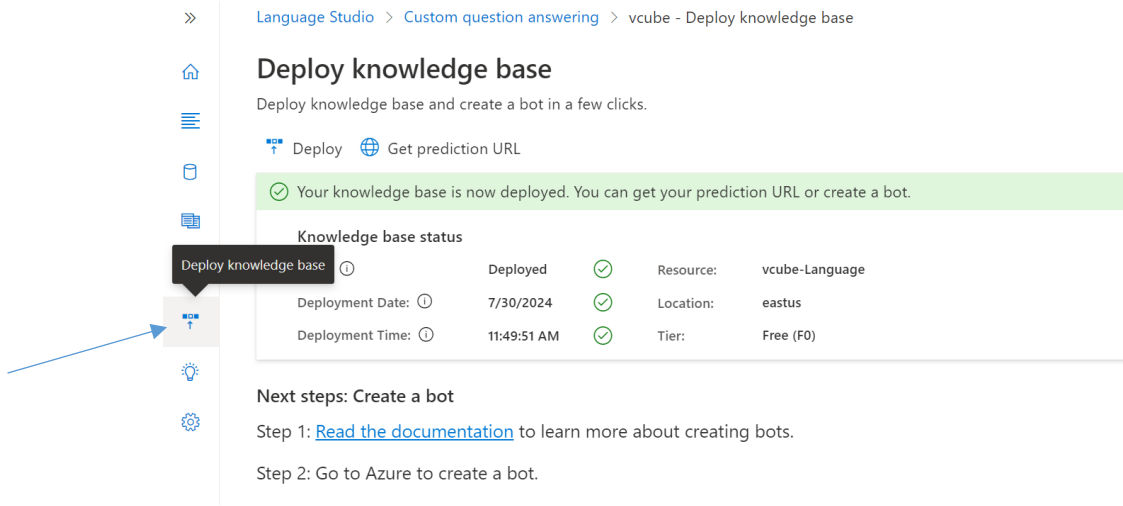 Language Studio > Custom question answering > vcube - Deploy knowledge base
Deploy knowledge base
Deploy knowledge base and create a bot in a few clicks.
Deploy Get prediction URL
Your knowledge base is now deployed. You can get your prediction URL or create a bot.
Knowledge base status
Deploy knowledge base
Deployed Resource: vcube-Language
Deployment Date: 7/30/2024 Location: eastus
Deployment Time: 11:49:51 AM Tier: Free (F0)
Next steps: Create a bot
Step 1: Read the documentation to learn more about creating bots.
Step 2: Go to Azure to create a bot.